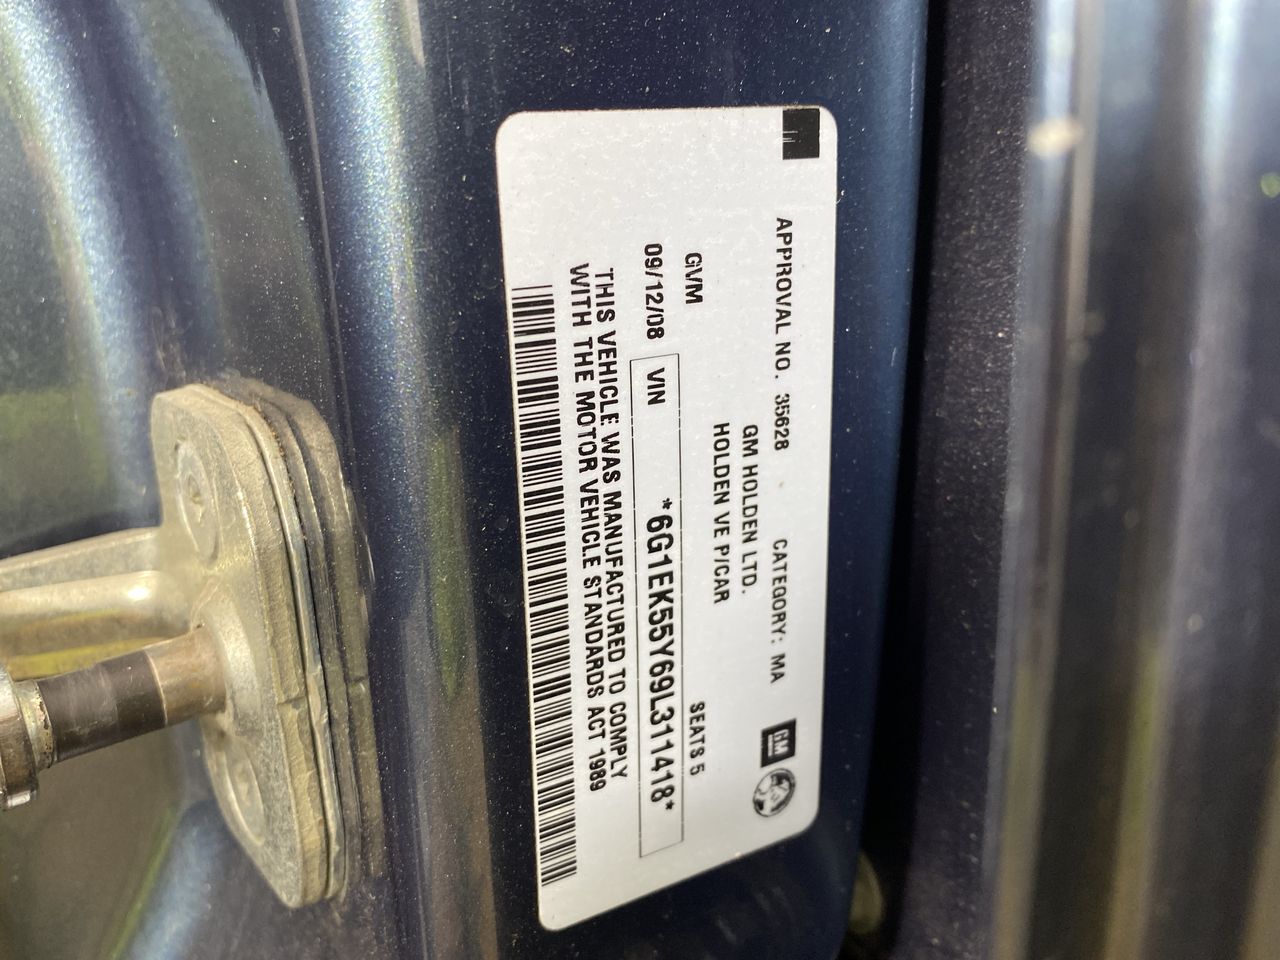 APPROVAL NO. 35628 CATEGORY: MA
GM
GM HOLDEN LTD.
HOLDEN VE P/CAR
GVM SEATS 5
09/12/08 VIN *6G1EK55Y69L311418*
THIS VEHICLE WAS MANUFACTURED TO COMPLY
WITH THE MOTOR VEHICLE STANDARDS ACT 1989